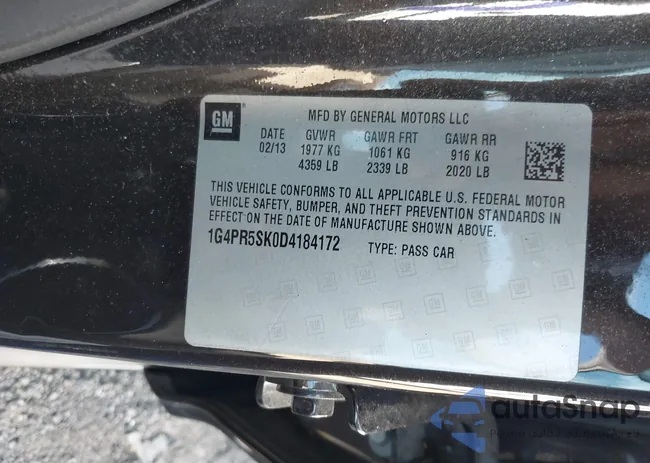 GM
MFD BY GENERAL MOTORS LLC
DATE GVWR GAWR FRT GAWR RR
02/13 1977 KG 1061 KG 916 KG
4359 LB 2339 LB 2020 LB
THIS VEHICLE CONFORMS TO ALL APPLICABLE U.S. FEDERAL MOTOR
VEHICLE SAFETY, BUMPER, AND THEFT PREVENTION STANDARDS IN
EFFECT ON THE DATE OF MANUFACTURE SHOWN ABOVE.
1G4PR5SK0D4184172 TYPE: PASS CAR
autoSnap